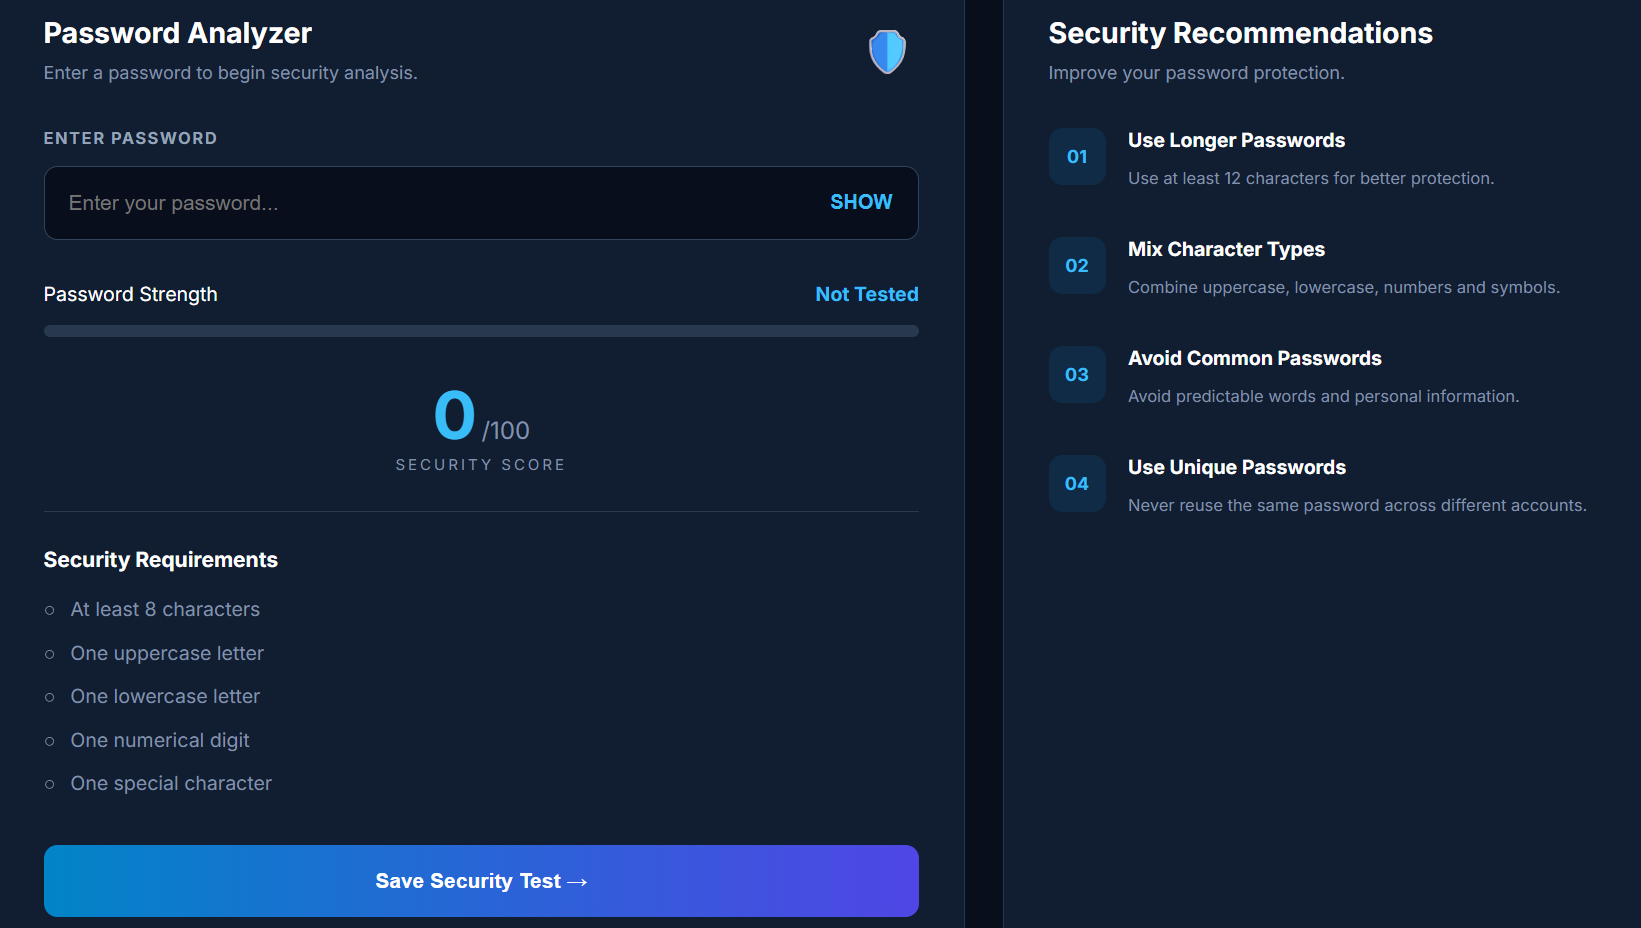 Password Analyzer
Enter a password to begin security analysis.
ENTER PASSWORD
Enter your password...
SHOW
Password Strength
Not Tested
0 /100
SECURITY SCORE
Security Requirements
○ At least 8 characters
○ One uppercase letter
○ One lowercase letter
○ One numerical digit
○ One special character
Save Security Test →
Security Recommendations
Improve your password protection.
01
Use Longer Passwords
Use at least 12 characters for better protection.
02
Mix Character Types
Combine uppercase, lowercase, numbers and symbols.
03
Avoid Common Passwords
Avoid predictable words and personal information.
04
Use Unique Passwords
Never reuse the same password across different accounts.